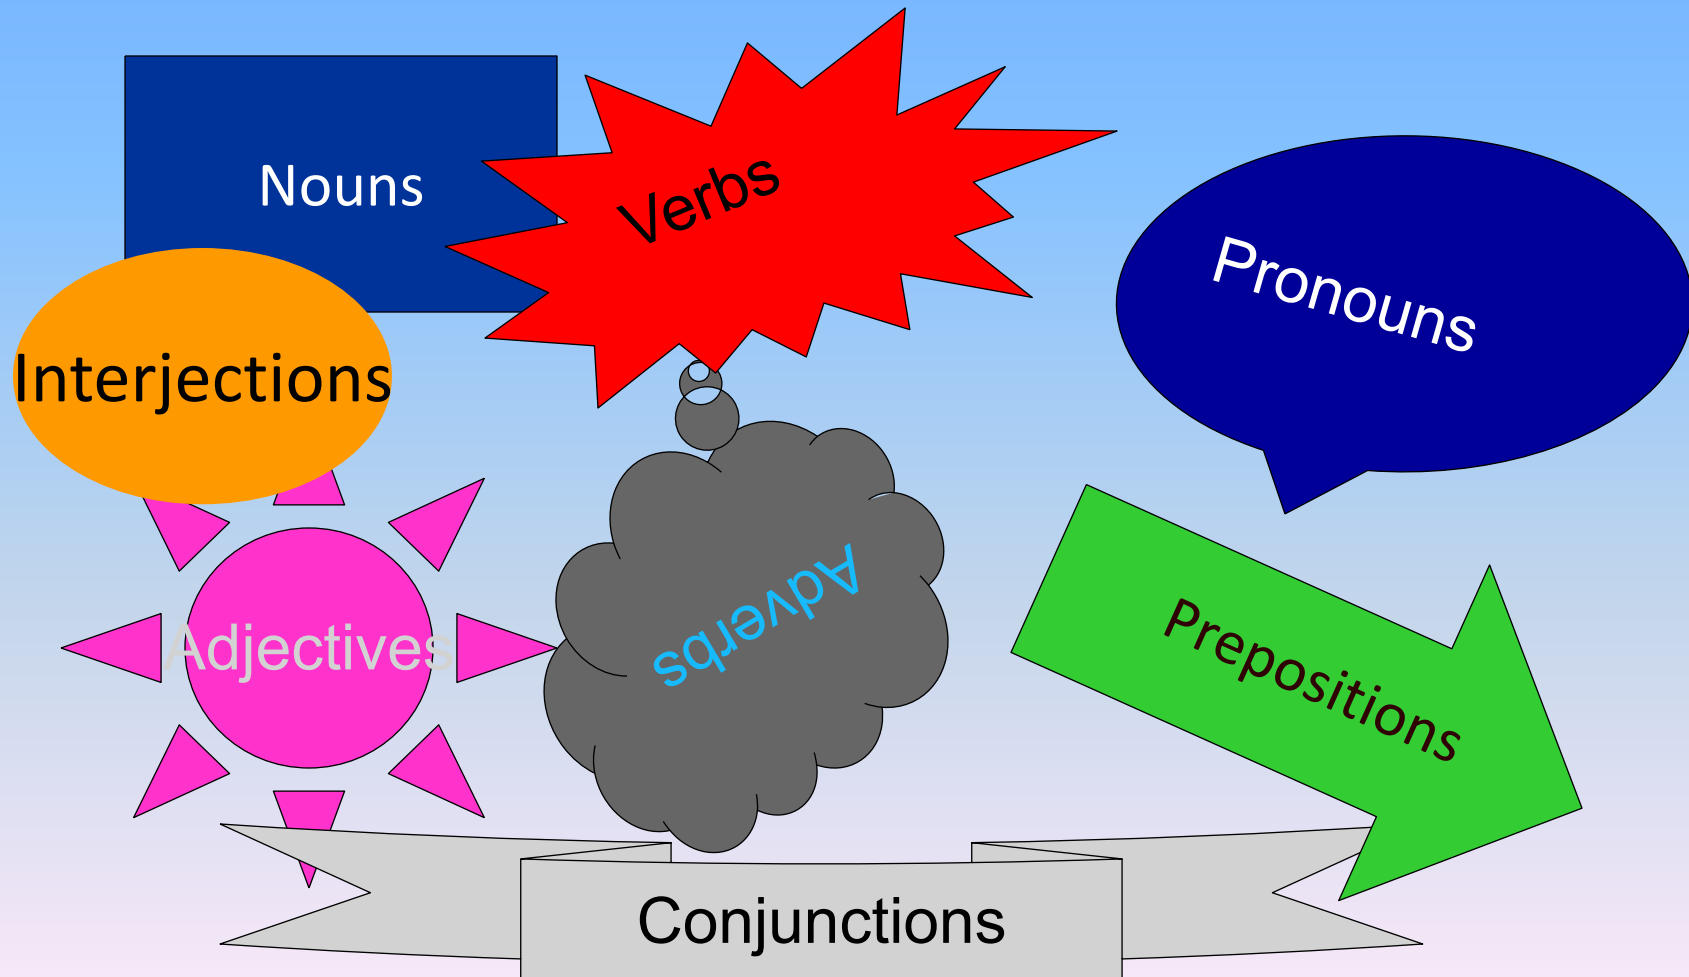 Nouns
Verbs
Pronouns
Interjections
Adjectives
Adverbs
Prepositions
Conjunctions